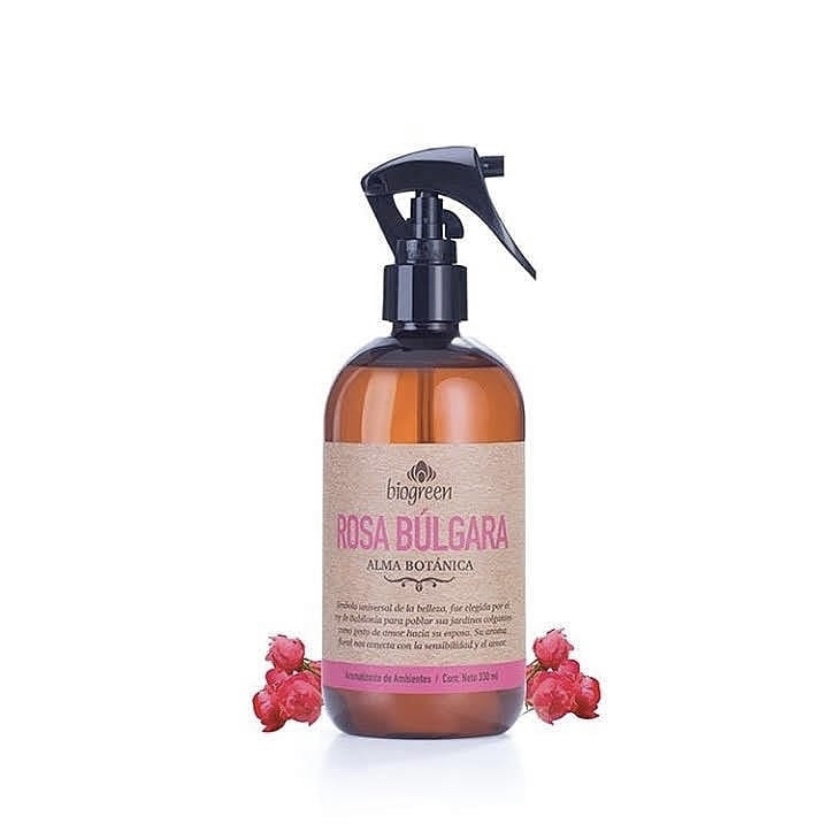 biogreen
ROSA BÚLGARA
ALMA BOTÁNICA
Símbolo universal de la belleza, fue elegida por el
rey de Babilonia para poblar sus jardines colgantes
como gesto de amor hacia su esposa. Su aroma
floral nos conecta con la sensibilidad y el amor.
Aromatizante de Ambientes / Cont. Neto 330 ml